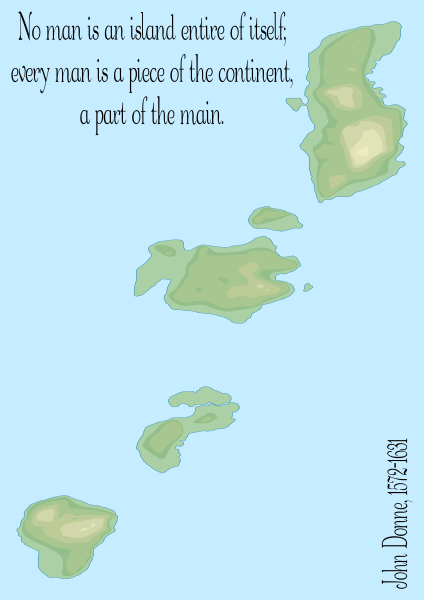 No man is an island entire of itself;
every man is a piece of the continent,
a part of the main.
John Donne, 1572-1631